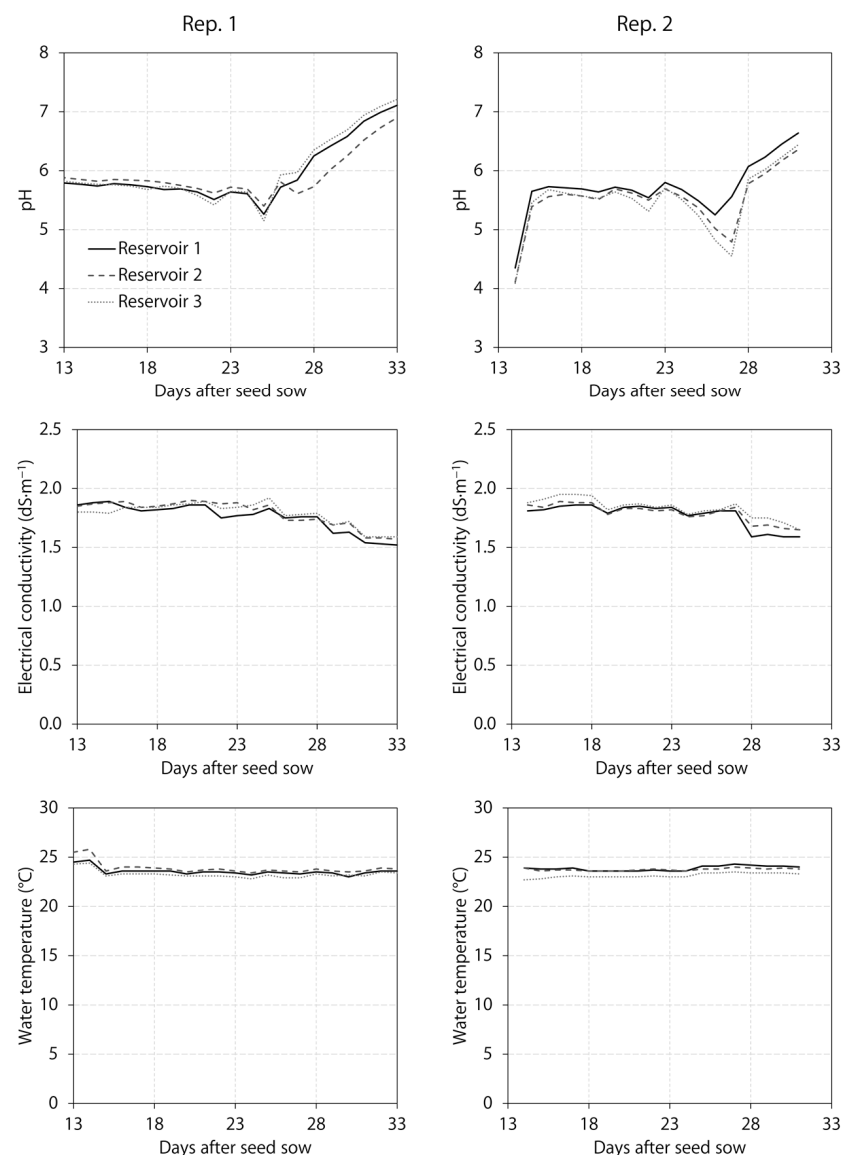 Rep. 1
Rep. 2
8
7
6
5
4
3
pH
Reservoir 1
Reservoir 2
Reservoir 3
13 18 23 28 33
Days after seed sow
8
7
6
5
4
3
pH
13 18 23 28 33
Days after seed sow
2.5
2.0
1.5
1.0
0.5
0.0
Electrical conductivity (dS·m⁻¹)
13 18 23 28 33
Days after seed sow
2.5
2.0
1.5
1.0
0.5
0.0
Electrical conductivity (dS·m⁻¹)
13 18 23 28 33
Days after seed sow
30
25
20
15
10
5
0
Water temperature (°C)
13 18 23 28 33
Days after seed sow
30
25
20
15
10
5
0
Water temperature (°C)
13 18 23 28 33
Days after seed sow